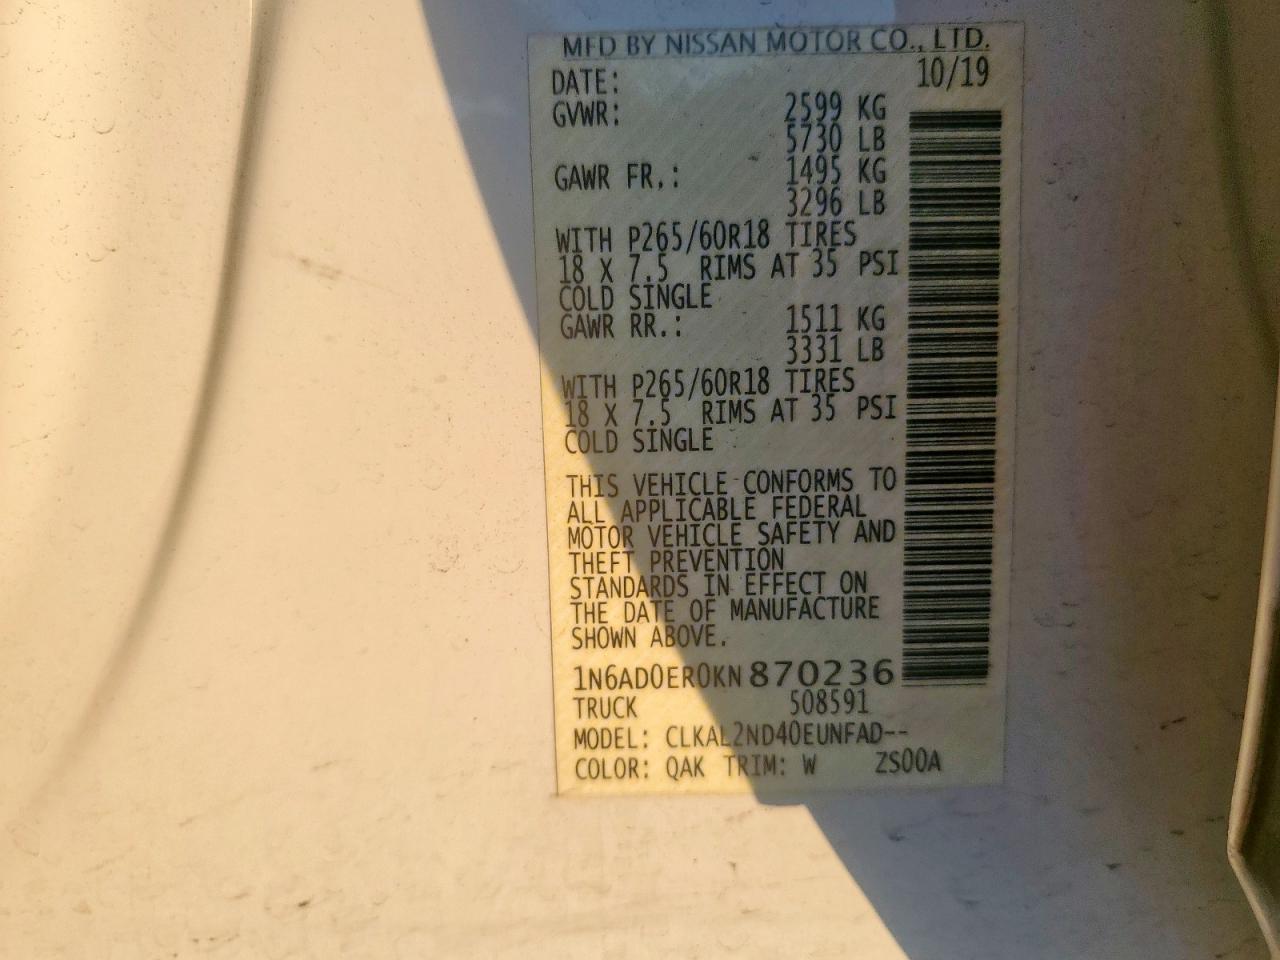 MFD BY NISSAN MOTOR CO., LTD.
DATE: 10/19
GVWR: 2599 KG
5730 LB
GAWR FR.: 1495 KG
3296 LB
WITH P265/60R18 TIRES
18 X 7.5 RIMS AT 35 PSI
COLD SINGLE
GAWR RR.: 1511 KG
3331 LB
WITH P265/60R18 TIRES
18 X 7.5 RIMS AT 35 PSI
COLD SINGLE
THIS VEHICLE CONFORMS TO
ALL APPLICABLE FEDERAL
MOTOR VEHICLE SAFETY AND
THEFT PREVENTION
STANDARDS IN EFFECT ON
THE DATE OF MANUFACTURE
SHOWN ABOVE.
1N6AD0ER0KN870236
TRUCK 508591
MODEL: CLKAL2ND40EUNFAD--
COLOR: QAK TRIM: W ZS00A